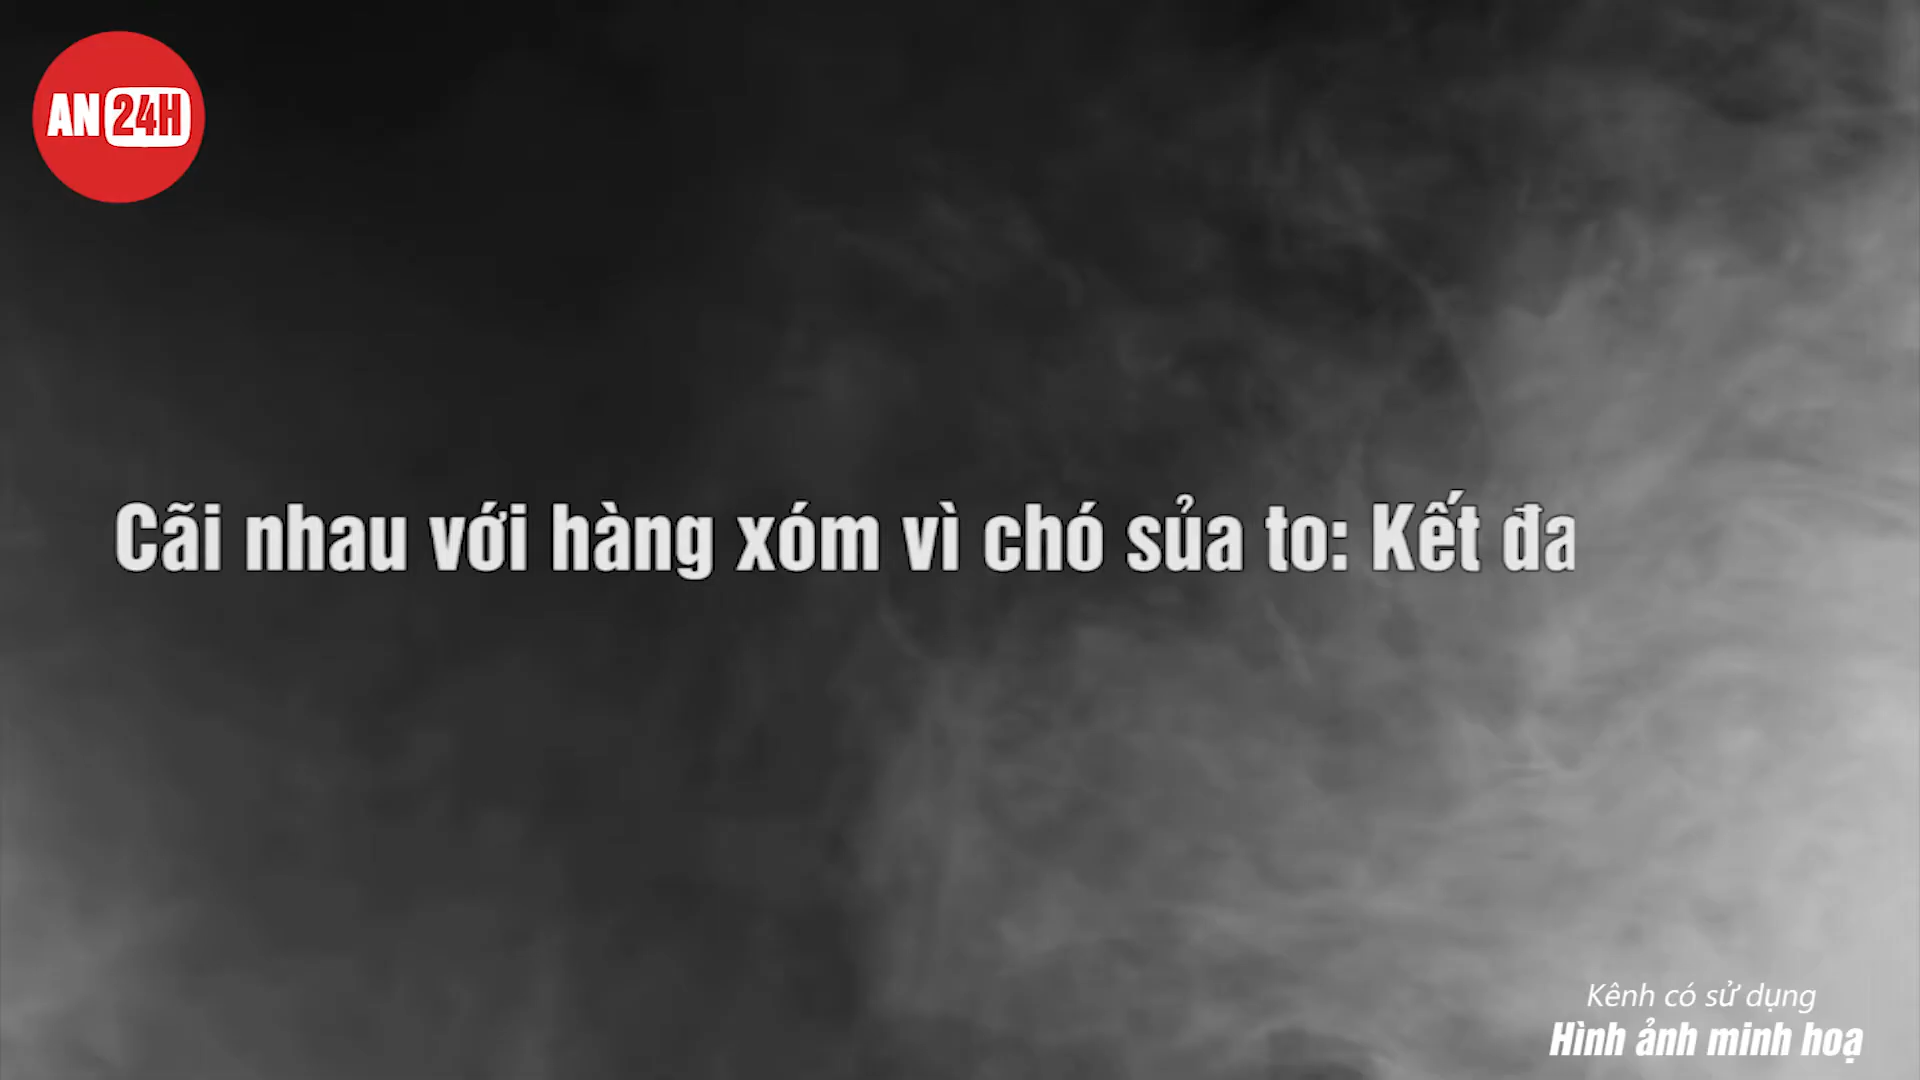 AN 24H
Cãi nhau với hàng xóm vì chó sủa to: Kết đa
Kênh có sử dụng
Hình ảnh minh hoạ